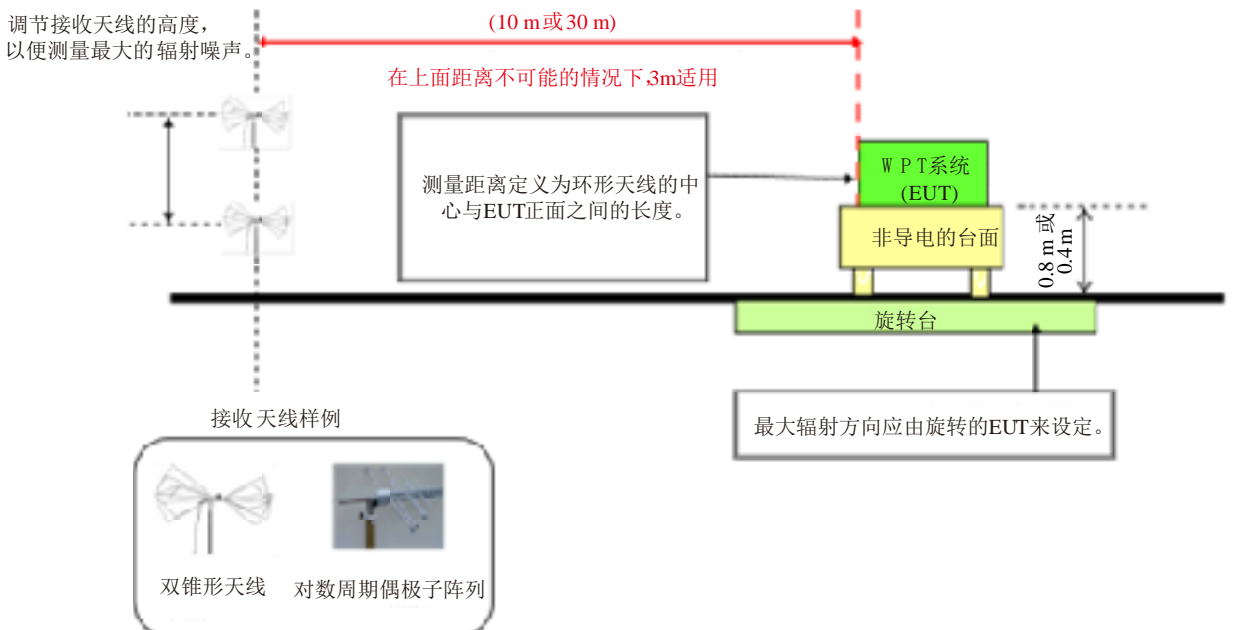 调节接收天线的高度，
以便测量最大的辐射噪声。
(10 m或30 m)
在上面距离不可能的情况下,3m适用
测量距离定义为环形天线的中
心与EUT正面之间的长度。
W P T系统
(EUT)
非导电的台面
0.8 m 或
0.4 m
旋转台
最大辐射方向应由旋转的EUT来设定。
接收天线样例
双锥形天线
对数周期偶极子阵列